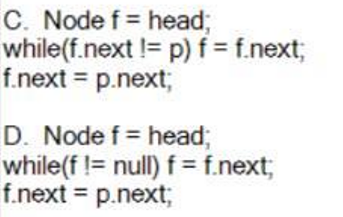 C. Node f = head;
while(f.next != p) f = f.next;
f.next = p.next;
D. Node f = head;
while(f != null) f = f.next;
f.next = p.next;